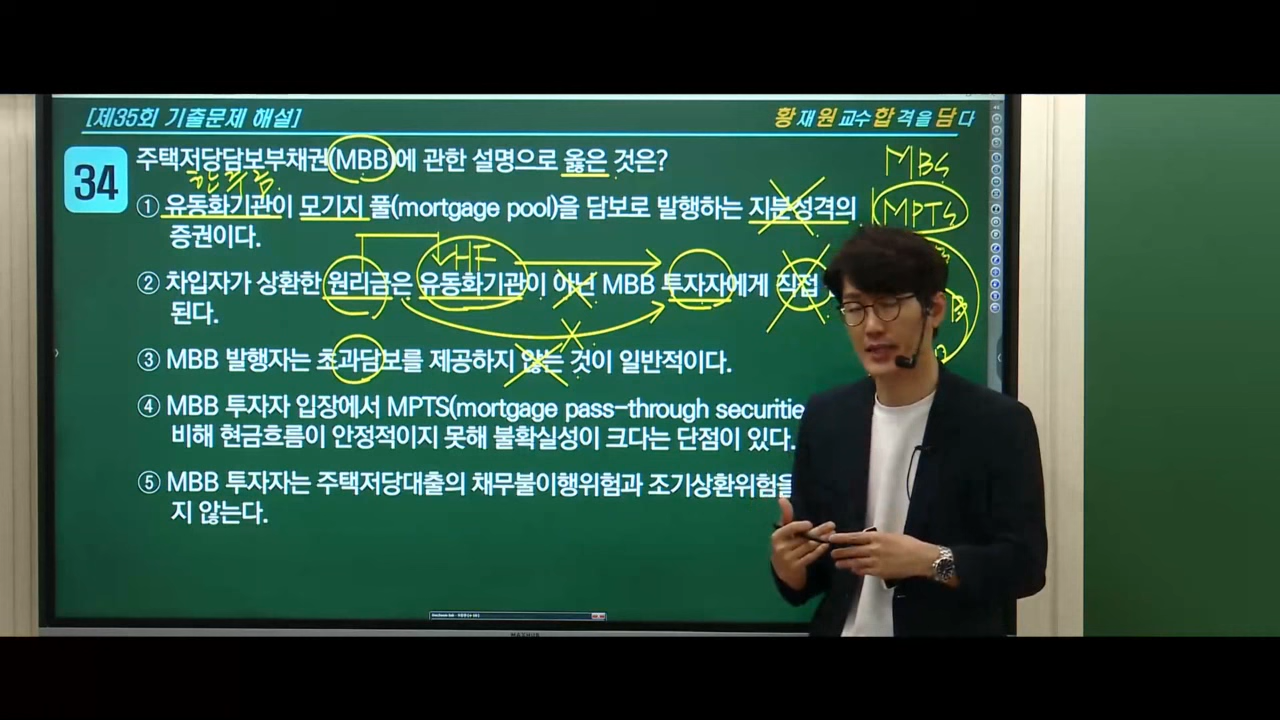 [제35회 기출문제 해설]
황재원 교수 합격을 담다
34
주택저당담보부채권(MBB)에 관한 설명으로 옳은 것은?
MBS
① 유동화기관이 모기지 풀(mortgage pool)을 담보로 발행하는 지분성격의
MPTS
증권이다.
HF
② 차입자가 상환한 원리금은 유동화기관이 아닌 MBB 투자자에게 직접
된다.
③ MBB 발행자는 초과담보를 제공하지 않는 것이 일반적이다.
④ MBB 투자자 입장에서 MPTS(mortgage pass-through securitie
비해 현금흐름이 안정적이지 못해 불확실성이 크다는 단점이 있다.
⑤ MBB 투자자는 주택저당대출의 채무불이행위험과 조기상환위험을
지 않는다.
MAXHUB